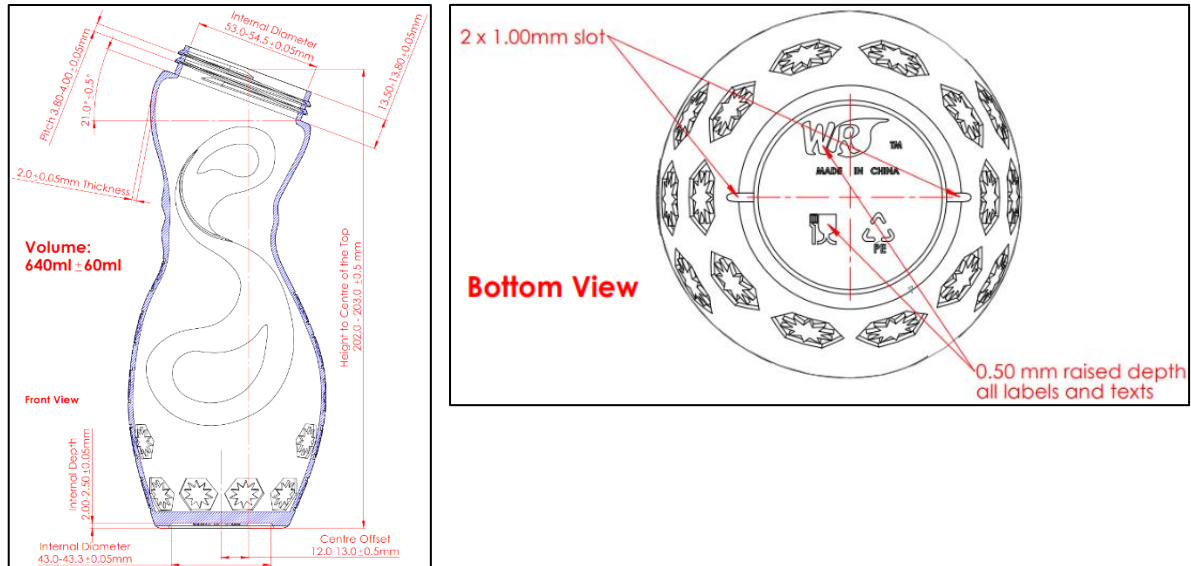 Internal Diameter
53.0-54.5±0.05mm
Pitch 3.80-4.00±0.05mm
21.0°±0.5°
13.50-13.80±0.05mm
2.0±0.05mm Thickness
Volume:
640ml ±60ml
Height to Centre of the Top
202.0 - 203.0 ±0.5 mm
Front View
Internal Depth
2.00-2.50±0.05mm
Internal Diameter
43.0-43.3±0.05mm
Centre Offset
12.0-13.0±0.5mm
2 x 1.00mm slot
WR TM
MADE IN CHINA
PE
Bottom View
0.50 mm raised depth
all labels and texts